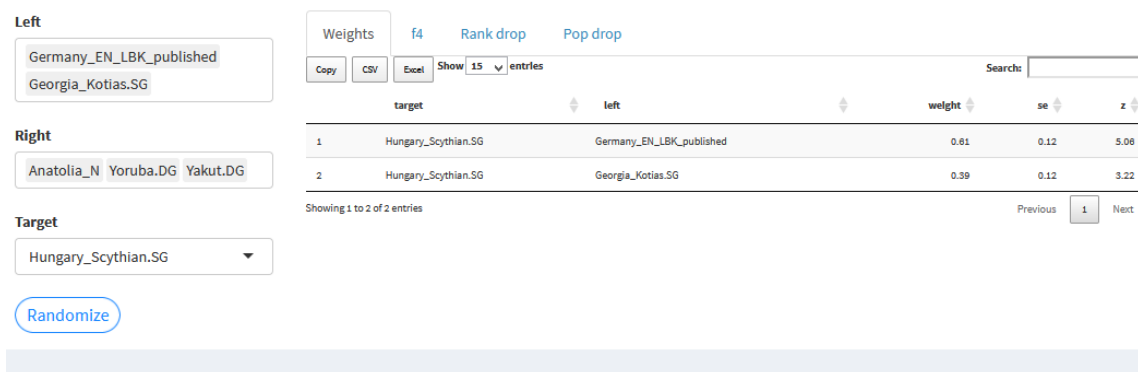 Left
Germany_EN_LBK_published
Georgia_Kotias.SG
Right
Anatolia_N Yoruba.DG Yakut.DG
Target
Hungary_Scythian.SG
Randomize
Weights f4 Rank drop Pop drop
Copy CSV Excel Show 15 entries Search:
target left weight se z
1 Hungary_Scythian.SG Germany_EN_LBK_published 0.61 0.12 5.06
2 Hungary_Scythian.SG Georgia_Kotias.SG 0.39 0.12 3.22
Showing 1 to 2 of 2 entries Previous 1 Next